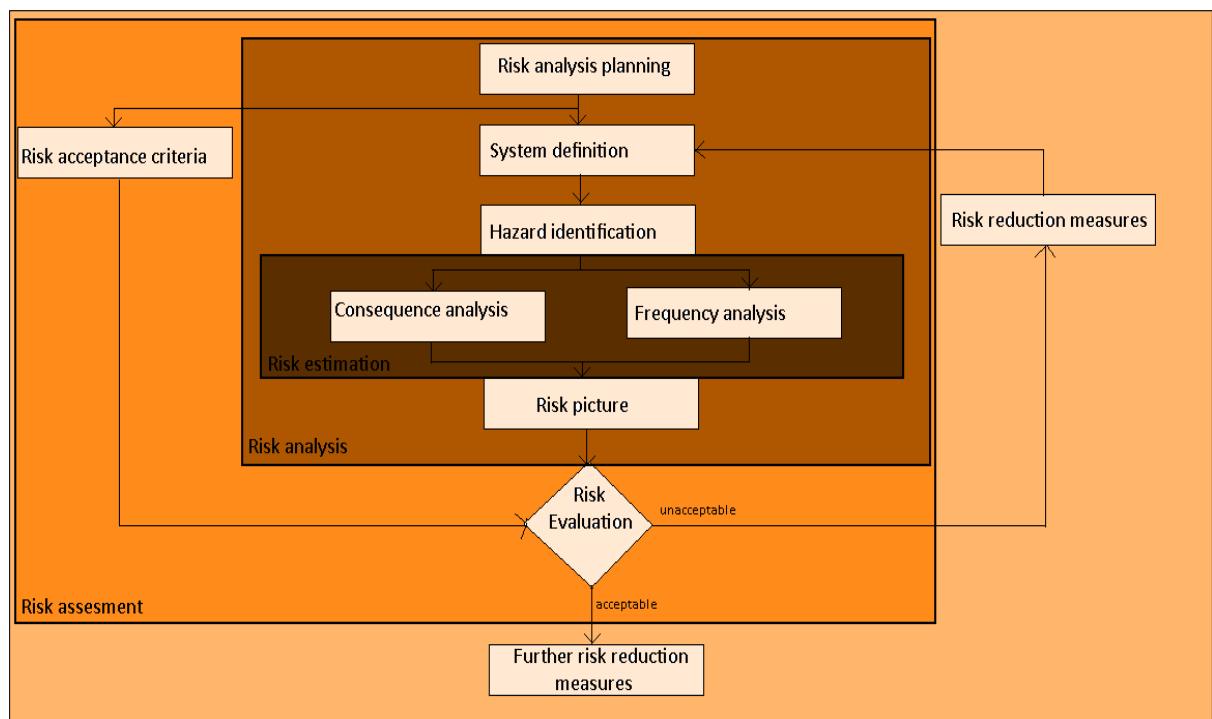 Risk analysis planning
Risk acceptance criteria
System definition
Risk reduction measures
Hazard identification
Consequence analysis
Frequency analysis
Risk estimation
Risk picture
Risk analysis
Risk
Evaluation
unacceptable
Risk assesment
acceptable
Further risk reduction
measures